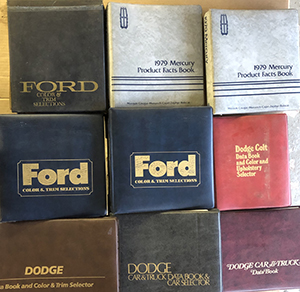 FORD
COLOR &
TRIM
SELECTIONS
1979 Mercury
Product Facts Book
1979 Mercury
Product Facts Book
Ford
COLOR & TRIM SELECTIONS
Ford
COLOR & TRIM SELECTIONS
Dodge Colt
Data Book
and Color and
Upholstery
Selector
DODGE
Data Book and Color & Trim Selector
DODGE
CAR & TRUCK DATA BOOK &
CAR SELECTOR
DODGE CAR & TRUCK
Data Book